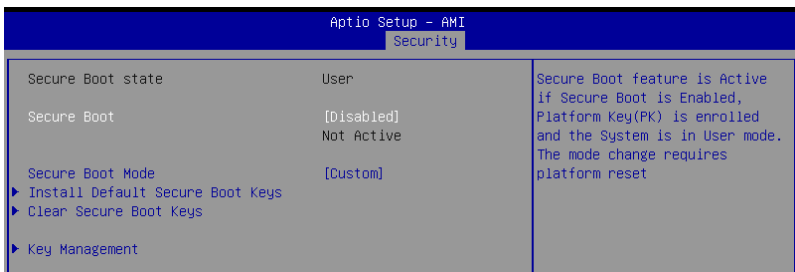 Aptio Setup – AMI
Security
Secure Boot state User
Secure Boot [Disabled]
Not Active
Secure Boot Mode [Custom]
Install Default Secure Boot Keys
Clear Secure Boot Keys
Key Management
Secure Boot feature is Active
if Secure Boot is Enabled,
Platform Key(PK) is enrolled
and the System is in User mode.
The mode change requires
platform reset